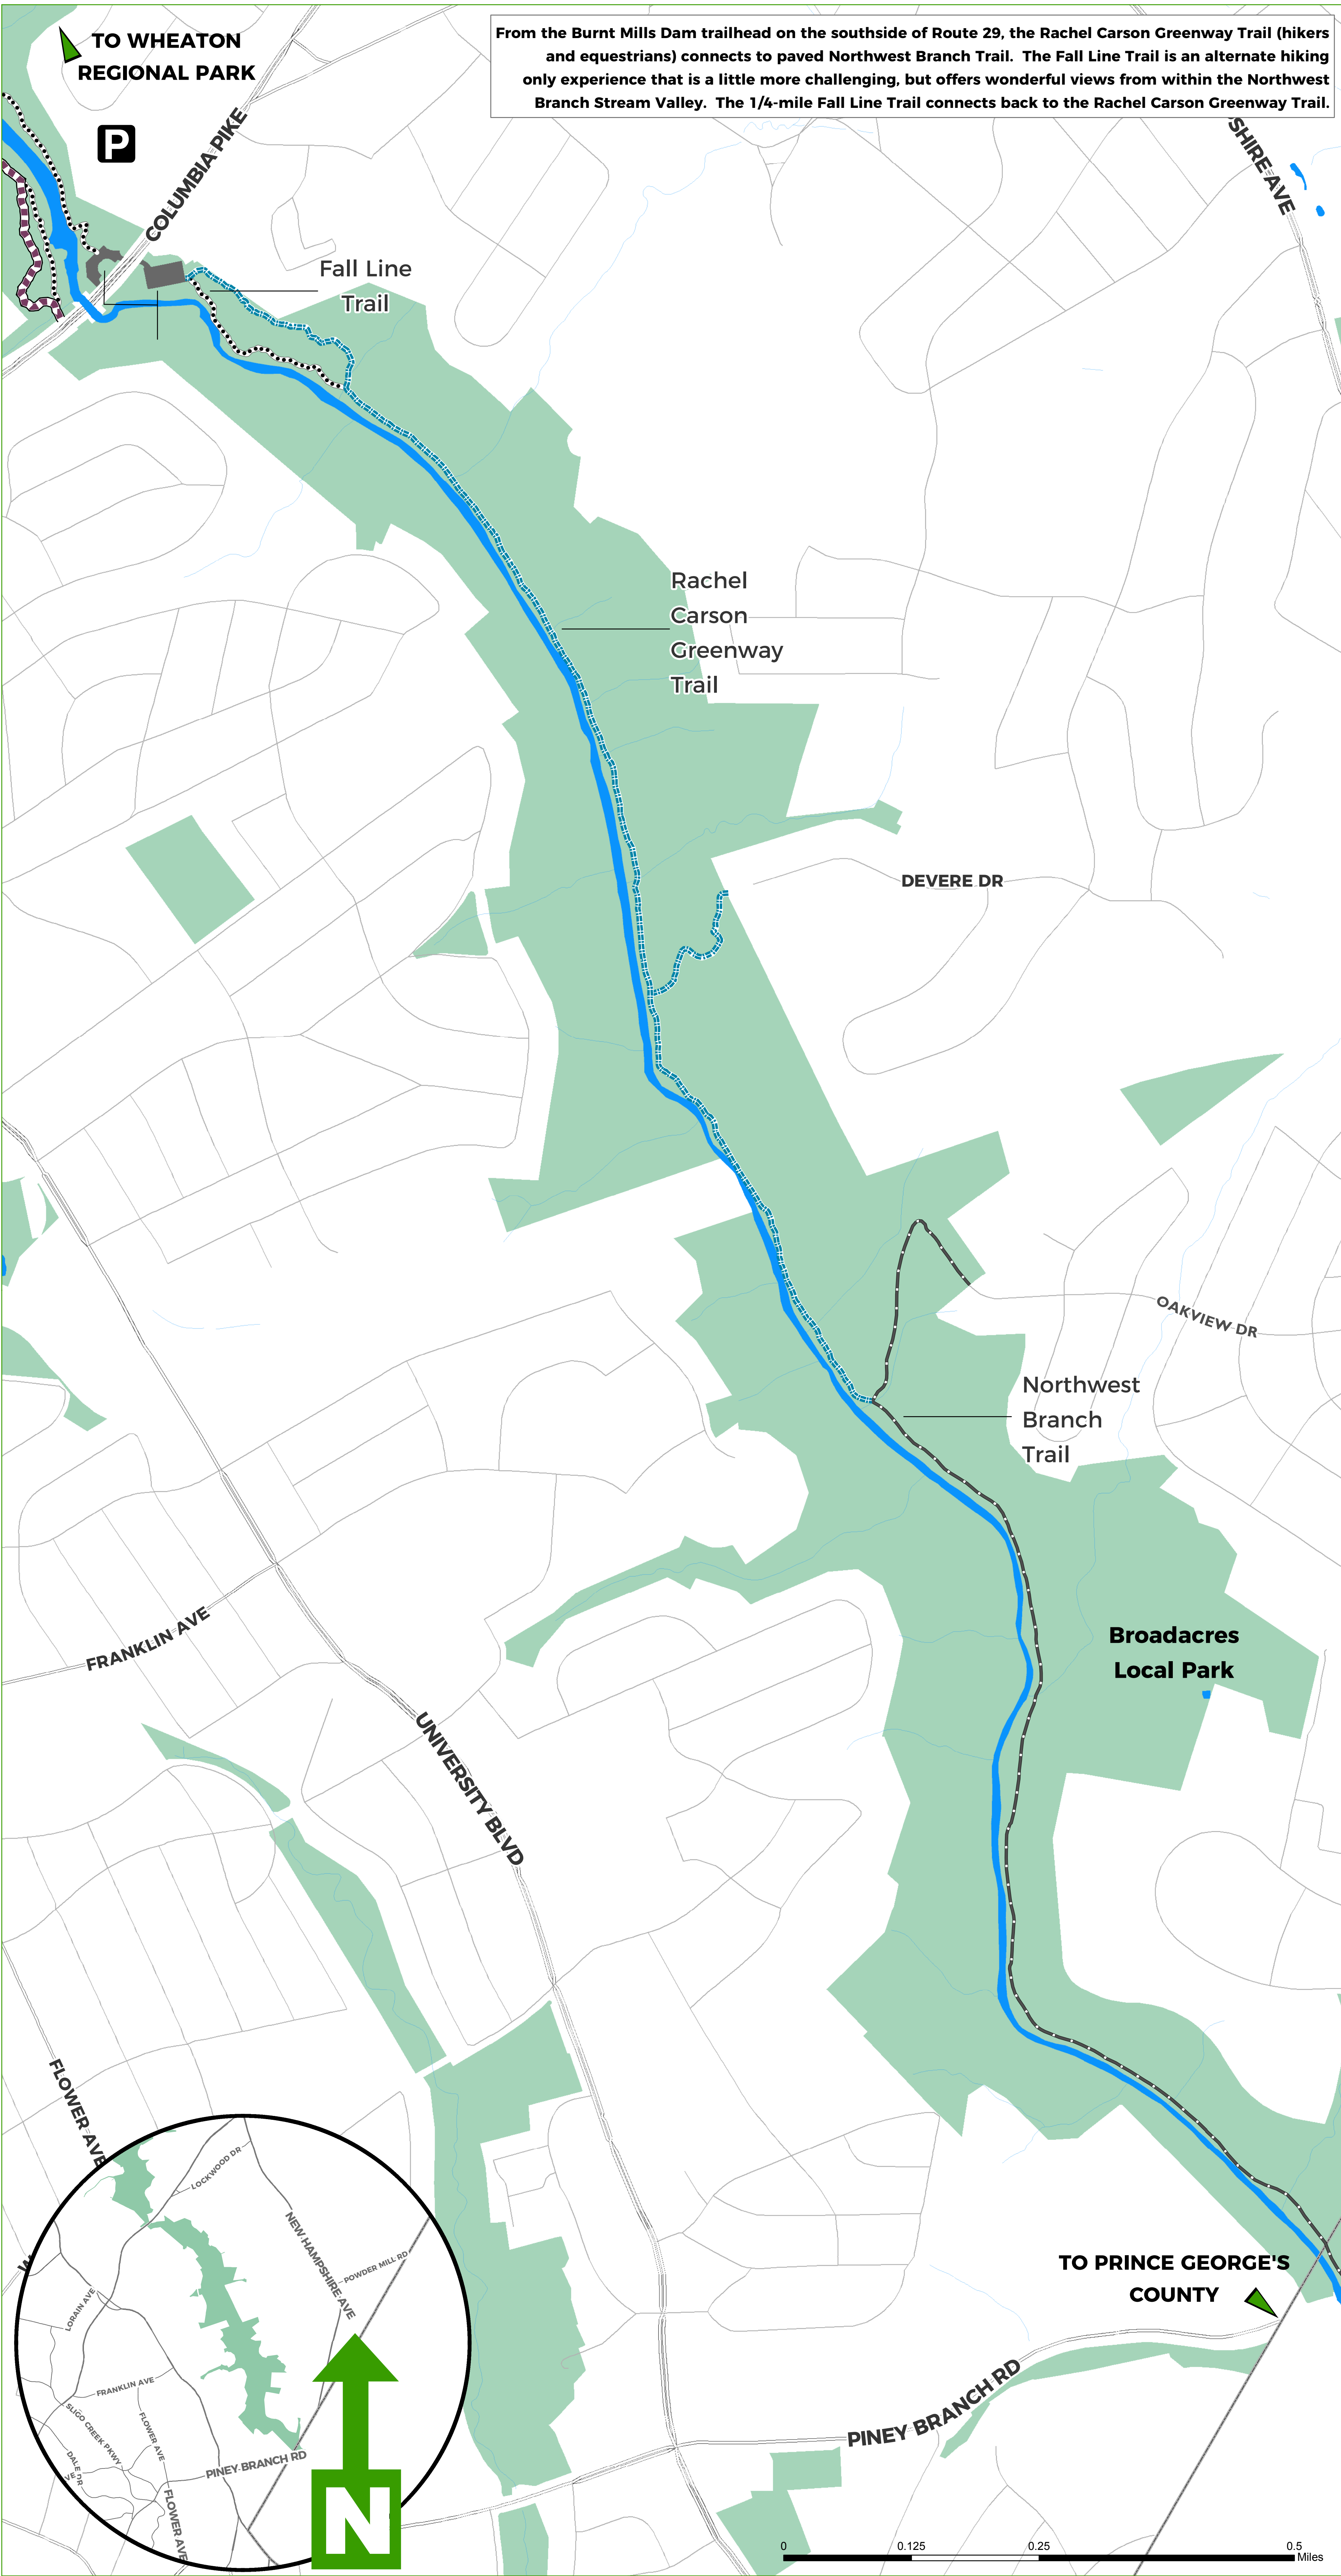 TO WHEATON
REGIONAL PARK
From the Burnt Mills Dam trailhead on the southside of Route 29, the Rachel Carson Greenway Trail (hikers
and equestrians) connects to paved Northwest Branch Trail. The Fall Line Trail is an alternate hiking
only experience that is a little more challenging, but offers wonderful views from within the Northwest
Branch Stream Valley. The 1/4-mile Fall Line Trail connects back to the Rachel Carson Greenway Trail.
P
COLUMBIA PIKE
SHIRE AVE
Fall Line
Trail
Rachel
Carson
Greenway
Trail
DEVERE DR
OAKVIEW DR
Northwest
Branch
Trail
FRANKLIN AVE
Broadacres
Local Park
UNIVERSITY BLVD
FLOWER AVE
LOCKWOOD DR
NEW HAMPSHIRE AVE
POWDER MILL RD
LORAIN AVE
FRANKLIN AVE
SLIGO CREEK PKWY
FLOWER AVE
DALE DR
VE
PINEY BRANCH RD
FLOWER AVE
N
TO PRINCE GEORGE'S
COUNTY
PINEY BRANCH RD
0 0.125 0.25 0.5
Miles